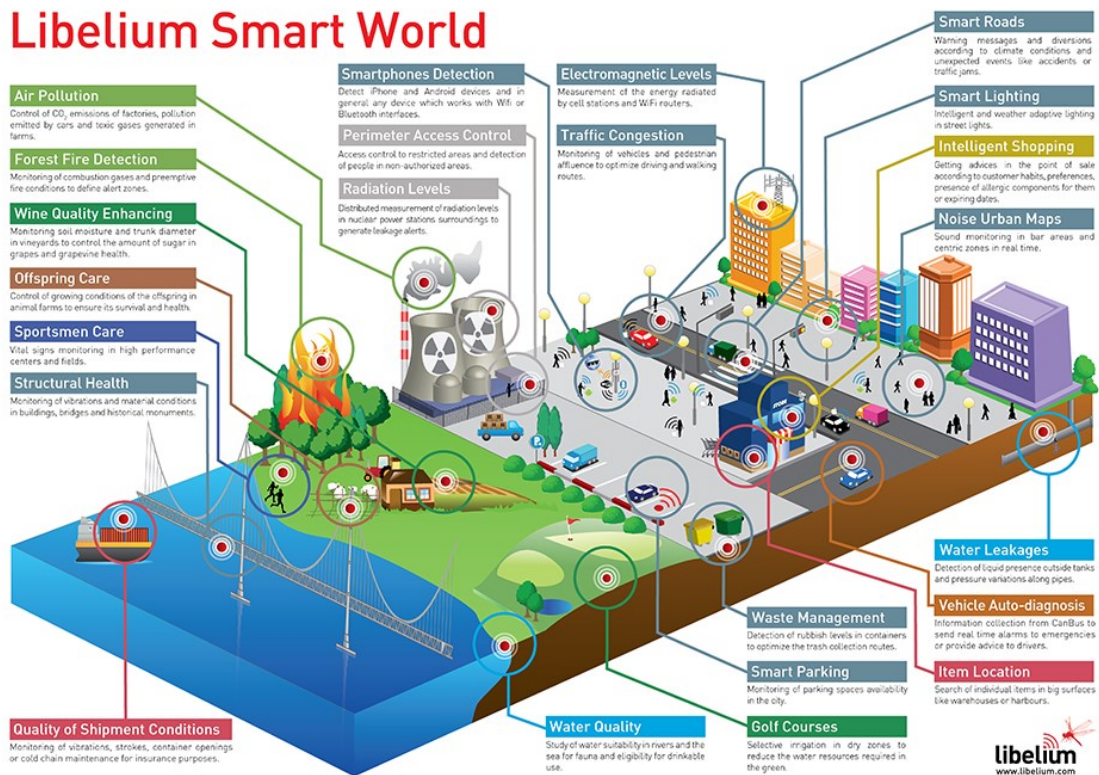 Libelium Smart World
Air Pollution
Control of CO₂ emissions of factories, pollution
emitted by cars and toxic gases generated in
farms.
Forest Fire Detection
Monitoring of combustion gases and preemptive
fire conditions to define alert zones.
Wine Quality Enhancing
Monitoring soil moisture and trunk diameter
in vineyards to control the amount of sugar in
grapes and grapevine health.
Offspring Care
Control of growing conditions of the offspring in
animal farms to ensure its survival and health.
Sportsmen Care
Vital signs monitoring in high performance
centers and fields.
Structural Health
Monitoring of vibrations and material conditions
in buildings, bridges and historical monuments.
Quality of Shipment Conditions
Monitoring of vibrations, strokes, container openings
or cold chain maintenance for insurance purposes.
Smartphones Detection
Detect iPhone and Android devices and in
general any device which works with Wifi or
Bluetooth interfaces.
Perimeter Access Control
Access control to restricted areas and detection
of people in non-authorized areas.
Radiation Levels
Distributed measurement of radiation levels
in nuclear power stations surroundings to
generate leakage alerts.
Electromagnetic Levels
Measurement of the energy radiated
by cell stations and WiFi routers.
Traffic Congestion
Monitoring of vehicles and pedestrian
affluence to optimize driving and walking
routes.
Smart Roads
Warning messages and diversions
according to climate conditions and
unexpected events like accidents or
traffic jams.
Smart Lighting
Intelligent and weather adaptive lighting
in street lights.
Intelligent Shopping
Getting advices in the point of sale
according to customer habits, preferences,
presence of allergic components for them
or expiring dates.
Noise Urban Maps
Sound monitoring in bar areas and
centric zones in real time.
P
STORE
Water Leakages
Detection of liquid presence outside tanks
and pressure variations along pipes.
Vehicle Auto-diagnosis
Information collection from CanBus to
send real time alarms to emergencies
or provide advice to drivers.
Item Location
Search of individual items in big surfaces
like warehouses or harbours.
Waste Management
Detection of rubbish levels in containers
to optimize the trash collection routes.
Smart Parking
Monitoring of parking spaces availability
in the city.
Golf Courses
Selective irrigation in dry zones to
reduce the water resources required in
the green.
Water Quality
Study of water suitability in rivers and the
sea for fauna and eligibility for drinkable
use.
libelium
www.libelium.com